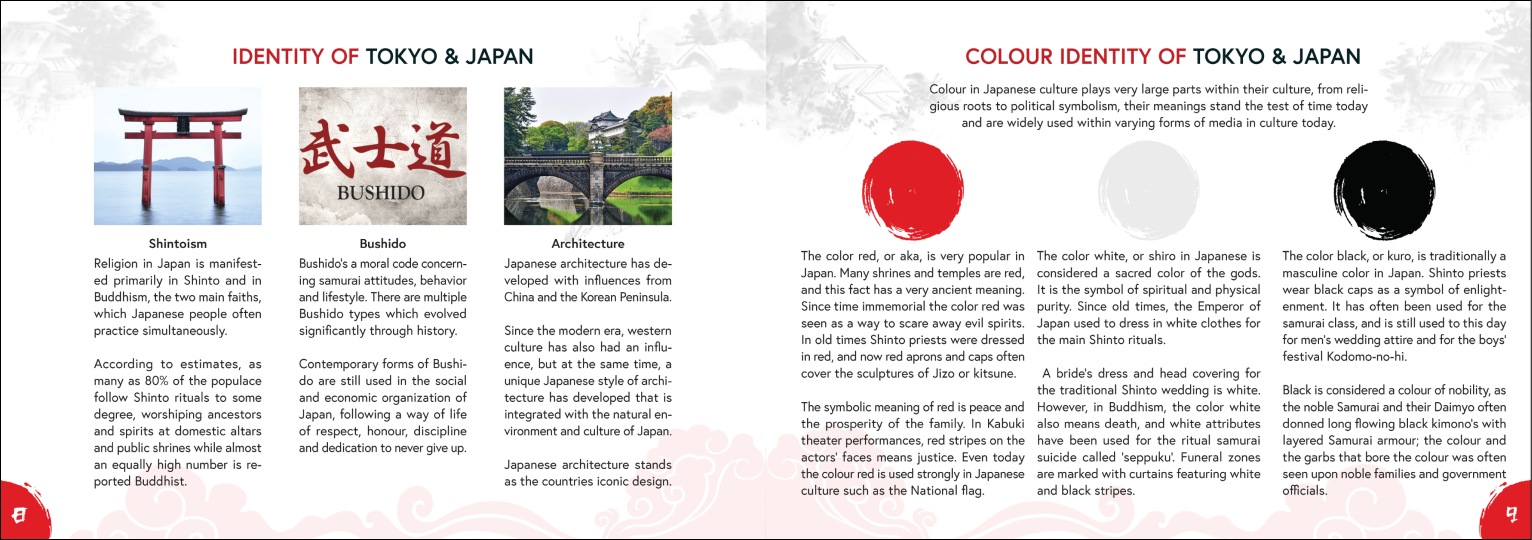 IDENTITY OF TOKYO & JAPAN
武士道
BUSHIDO
Shintoism
Religion in Japan is manifest-
ed primarily in Shinto and in
Buddhism, the two main faiths,
which Japanese people often
practice simultaneously.
According to estimates, as
many as 80% of the populace
follow Shinto rituals to some
degree, worshiping ancestors
and spirits at domestic altars
and public shrines while almost
an equally high number is re-
ported Buddhist.
Bushido
Bushido's a moral code concern-
ing samurai attitudes, behavior
and lifestyle. There are multiple
Bushido types which evolved
significantly through history.
Contemporary forms of Bushi-
do are still used in the social
and economic organization of
Japan, following a way of life
of respect, honour, discipline
and dedication to never give up.
Architecture
Japanese architecture has de-
veloped with influences from
China and the Korean Peninsula.
Since the modern era, western
culture has also had an influ-
ence, but at the same time, a
unique Japanese style of archi-
tecture has developed that is
integrated with the natural en-
vironment and culture of Japan.
Japanese architecture stands
as the countries iconic design.
8
COLOUR IDENTITY OF TOKYO & JAPAN
Colour in Japanese culture plays very large parts within their culture, from reli-
gious roots to political symbolism, their meanings stand the test of time today
and are widely used within varying forms of media in culture today.
The color red, or aka, is very popular in
Japan. Many shrines and temples are red,
and this fact has a very ancient meaning.
Since time immemorial the color red was
seen as a way to scare away evil spirits.
In old times Shinto priests were dressed
in red, and now red aprons and caps often
cover the sculptures of Jizo or kitsune.
The symbolic meaning of red is peace and
the prosperity of the family. In Kabuki
theater performances, red stripes on the
actors' faces means justice. Even today
the colour red is used strongly in Japanese
culture such as the National flag.
The color white, or shiro in Japanese is
considered a sacred color of the gods.
It is the symbol of spiritual and physical
purity. Since old times, the Emperor of
Japan used to dress in white clothes for
the main Shinto rituals.
A bride's dress and head covering for
the traditional Shinto wedding is white.
However, in Buddhism, the color white
also means death, and white attributes
have been used for the ritual samurai
suicide called 'seppuku'. Funeral zones
are marked with curtains featuring white
and black stripes.
The color black, or kuro, is traditionally a
masculine color in Japan. Shinto priests
wear black caps as a symbol of enlight-
enment. It has often been used for the
samurai class, and is still used to this day
for men's wedding attire and for the boys'
festival Kodomo-no-hi.
Black is considered a colour of nobility, as
the noble Samurai and their Daimyo often
donned long flowing black kimono's with
layered Samurai armour; the colour and
the garbs that bore the colour was often
seen upon noble families and government
officials.
9